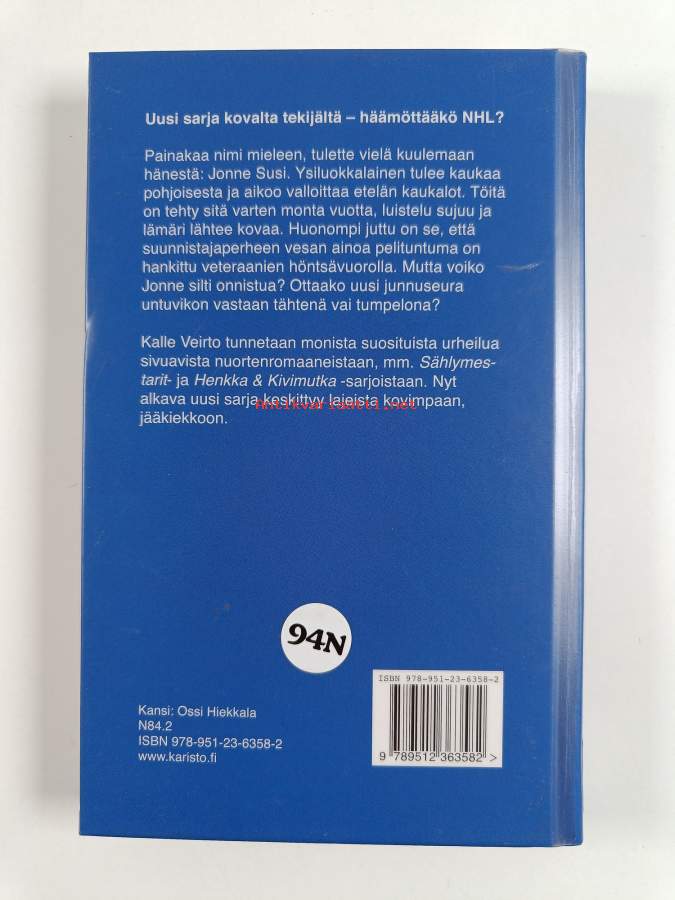 Uusi sarja kovalta tekijältä – häämöttääkö NHL?
Painakaa nimi mieleen, tulette vielä kuulemaan
hänestä: Jonne Susi. Ysiluokkalainen tulee kaukaa
pohjoisesta ja aikoo valloittaa etelän kaukalot. Töitä
on tehty sitä varten monta vuotta, luistelu sujuu ja
lämäri lähtee kovaa. Huonompi juttu on se, että
suunnistajaperheen vesan ainoa pelituntuma on
hankittu veteraanien höntsävuorolla. Mutta voiko
Jonne silti onnistua? Ottaako uusi junnuseura
untuvikon vastaan tähtenä vai tumpelona?
Kalle Veirto tunnetaan monista suosituista urheilua
sivuavista nuortenromaaneistaan, mm. Sählymes-
tarit- ja Henkka & Kivimutka -sarjoistaan. Nyt
alkava uusi sarja keskittyy lajeista kovimpaan,
jääkiekkoon.
Antikvariaatti.net
94N
ISBN 978-951-23-6358-2
9 789512 363582 >
Kansi: Ossi Hiekkala
N84.2
ISBN 978-951-23-6358-2
www.karisto.fi